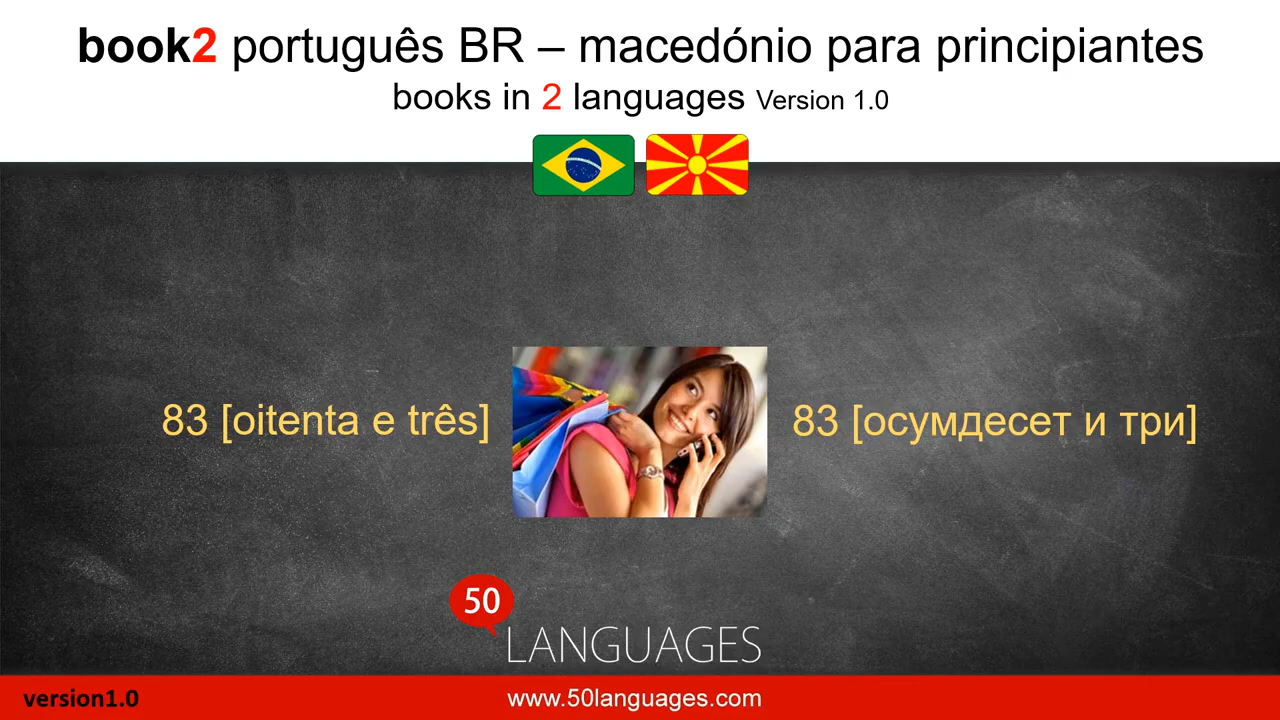 book2 português BR – macedónio para principiantes
books in 2 languages Version 1.0
83 [oitenta e três]
83 [осумдесет и три]
50
LANGUAGES
version1.0
www.50languages.com